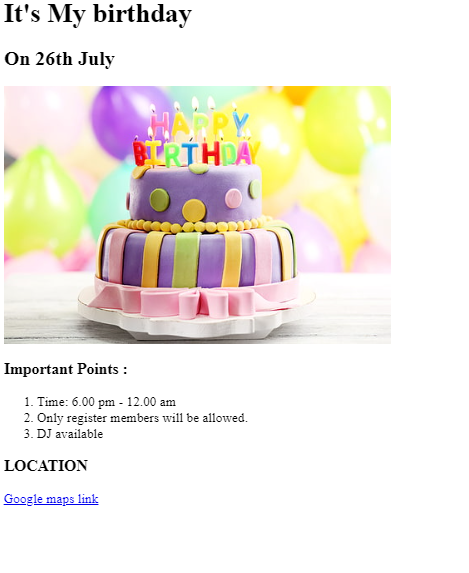 It's My birthday
On 26th July
HAPPY
BIRTHDAY
Important Points :
1. Time: 6.00 pm - 12.00 am
2. Only register members will be allowed.
3. DJ available
LOCATION
Google maps link